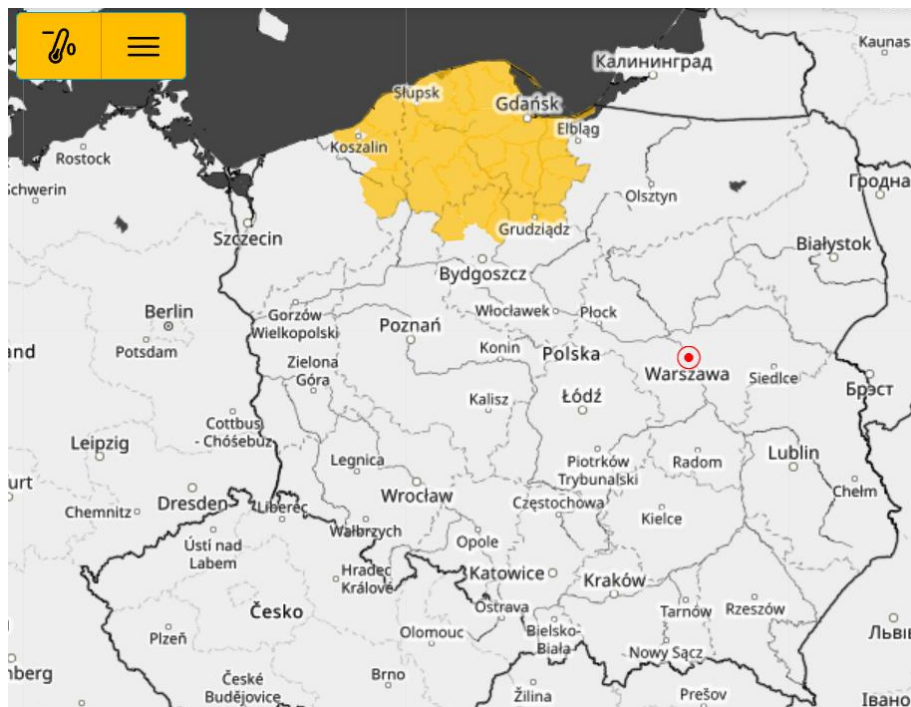 0
Kaunas
Калининград
Słupsk
Gdańsk
Elbląg
Koszalin
Rostock
Schwerin
Olsztyn
Гродна
Grudziądz
Szczecin
Białystok
Bydgoszcz
Berlin
Gorzów
Wielkopolski
Włocławek
Płock
Poznań
and
Potsdam
Konin
Polska
Zielona
Góra
Warszawa
Siedlce
Брэст
Kalisz
Łódź
Cottbus
- Chóśebuz
Leipzig
Legnica
Piotrków
Trybunalski
Radom
Lublin
urt
Wrocław
Chełm
Dresden
Chemnitz
Liberec
Częstochowa
Kielce
Wałbrzych
Ústí nad
Labem
Opole
Hradec
Králové
Katowice
Kraków
Česko
Ostrava
Tarnów
Rzeszów
Plzeň
Olomouc
Bielsko-
Biała
Nowy Sącz
Львів
nberg
České
Budějovice
Brno
Žilina
Prešov
Івано